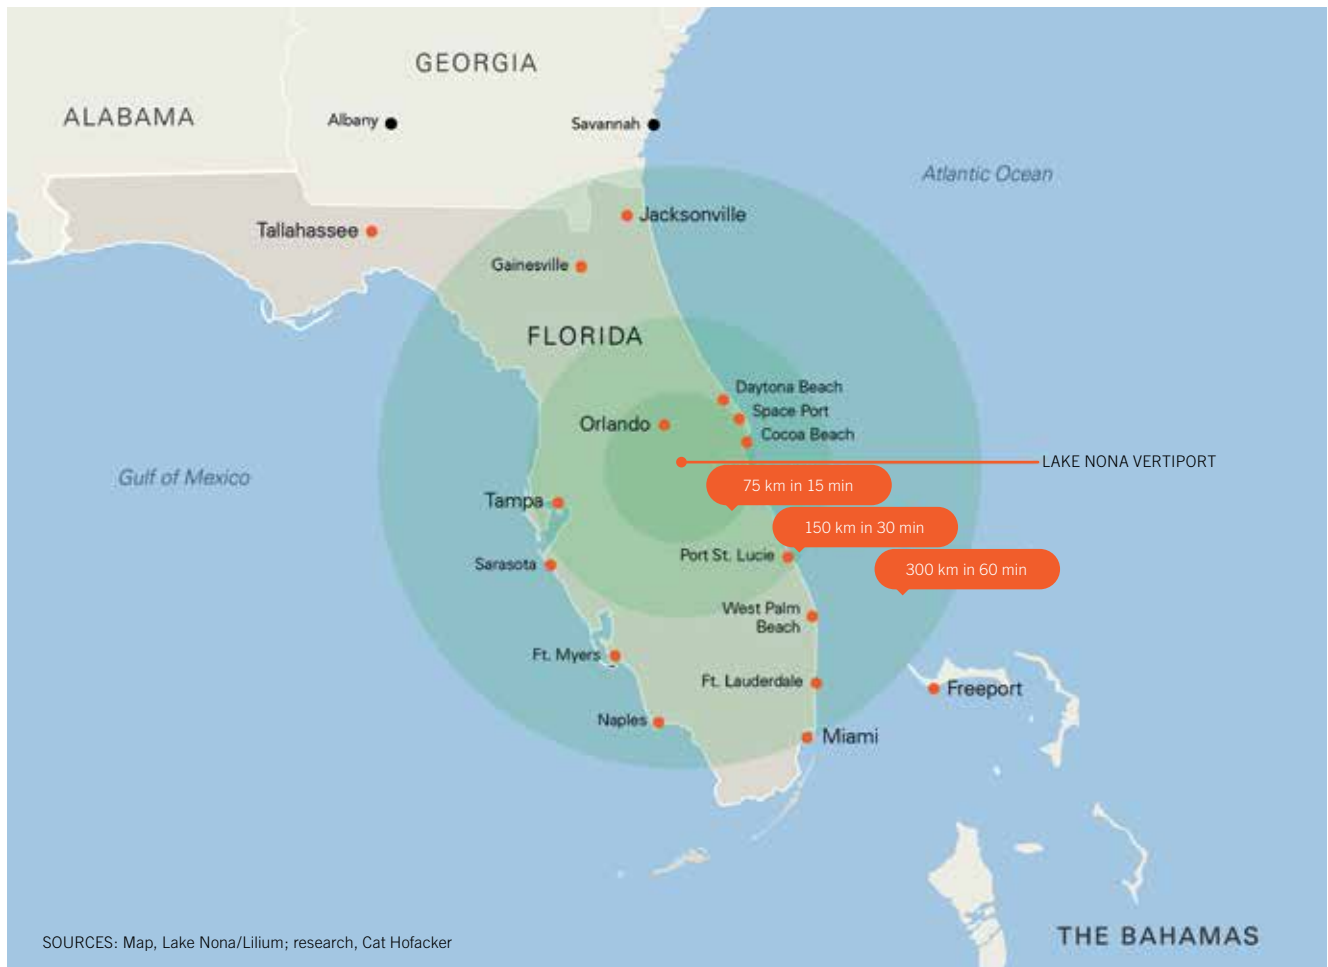 GEORGIA
ALABAMA
Albany
Savannah
Atlantic Ocean
Jacksonville
Tallahassee
Gainesville
FLORIDA
Daytona Beach
Space Port
Orlando
Cocoa Beach
LAKE NONA VERTIPORT
Gulf of Mexico
75 km in 15 min
Tampa
150 km in 30 min
Port St. Lucie
Sarasota
300 km in 60 min
West Palm
Beach
Ft. Myers
Ft. Lauderdale
Freeport
Naples
Miami
THE BAHAMAS
SOURCES: Map, Lake Nona/Lilium; research, Cat Hofacker